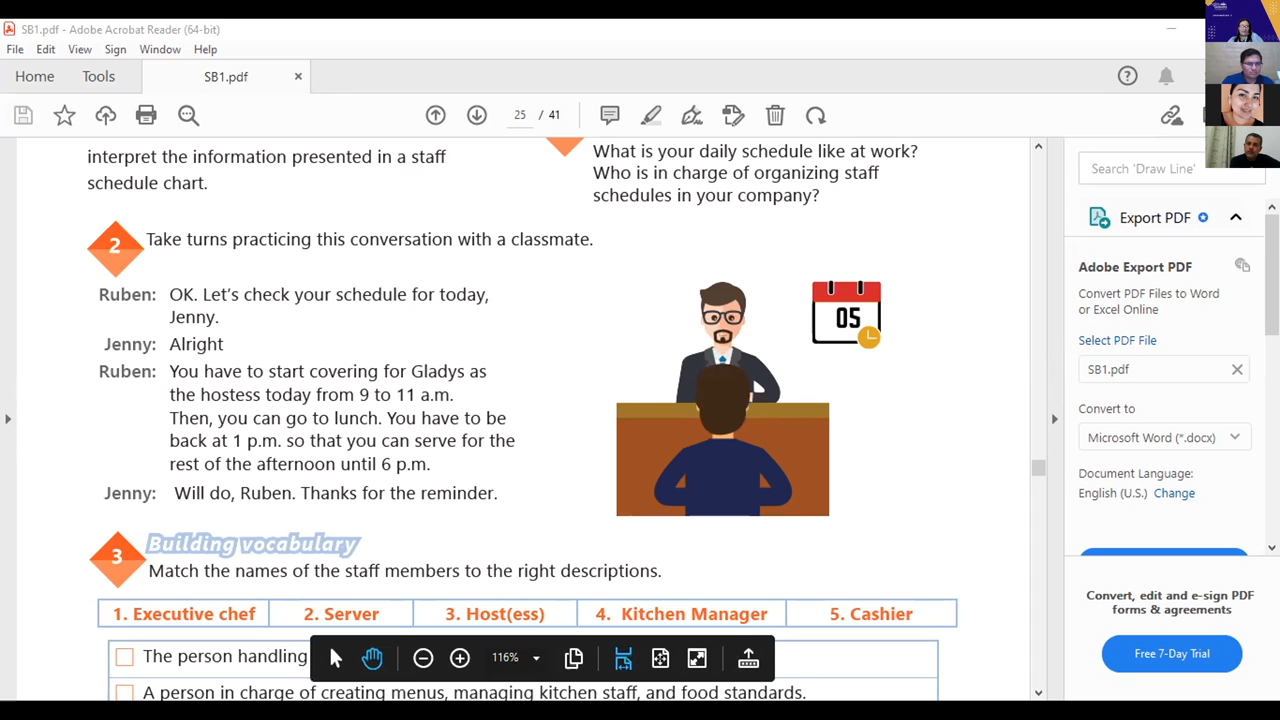 SB1.pdf - Adobe Acrobat Reader (64-bit)
File Edit View Sign Window Help
Home Tools SB1.pdf ×
25 / 41
interpret the information presented in a staff
schedule chart.
What is your daily schedule like at work?
Who is in charge of organizing staff
schedules in your company?
2 Take turns practicing this conversation with a classmate.
Ruben: OK. Let's check your schedule for today,
Jenny.
Jenny: Alright
Ruben: You have to start covering for Gladys as
the hostess today from 9 to 11 a.m.
Then, you can go to lunch. You have to be
back at 1 p.m. so that you can serve for the
rest of the afternoon until 6 p.m.
Jenny: Will do, Ruben. Thanks for the reminder.
05
3 Building vocabulary
Match the names of the staff members to the right descriptions.
1. Executive chef 2. Server 3. Host(ess) 4. Kitchen Manager 5. Cashier
The person handling
A person in charge of creating menus, managing kitchen staff, and food standards.
116%
Search 'Draw Line'
Export PDF
Adobe Export PDF
Convert PDF Files to Word
or Excel Online
Select PDF File
SB1.pdf
Convert to
Microsoft Word (*.docx)
Document Language:
English (U.S.) Change
Convert, edit and e-sign PDF
forms & agreements
Free 7-Day Trial